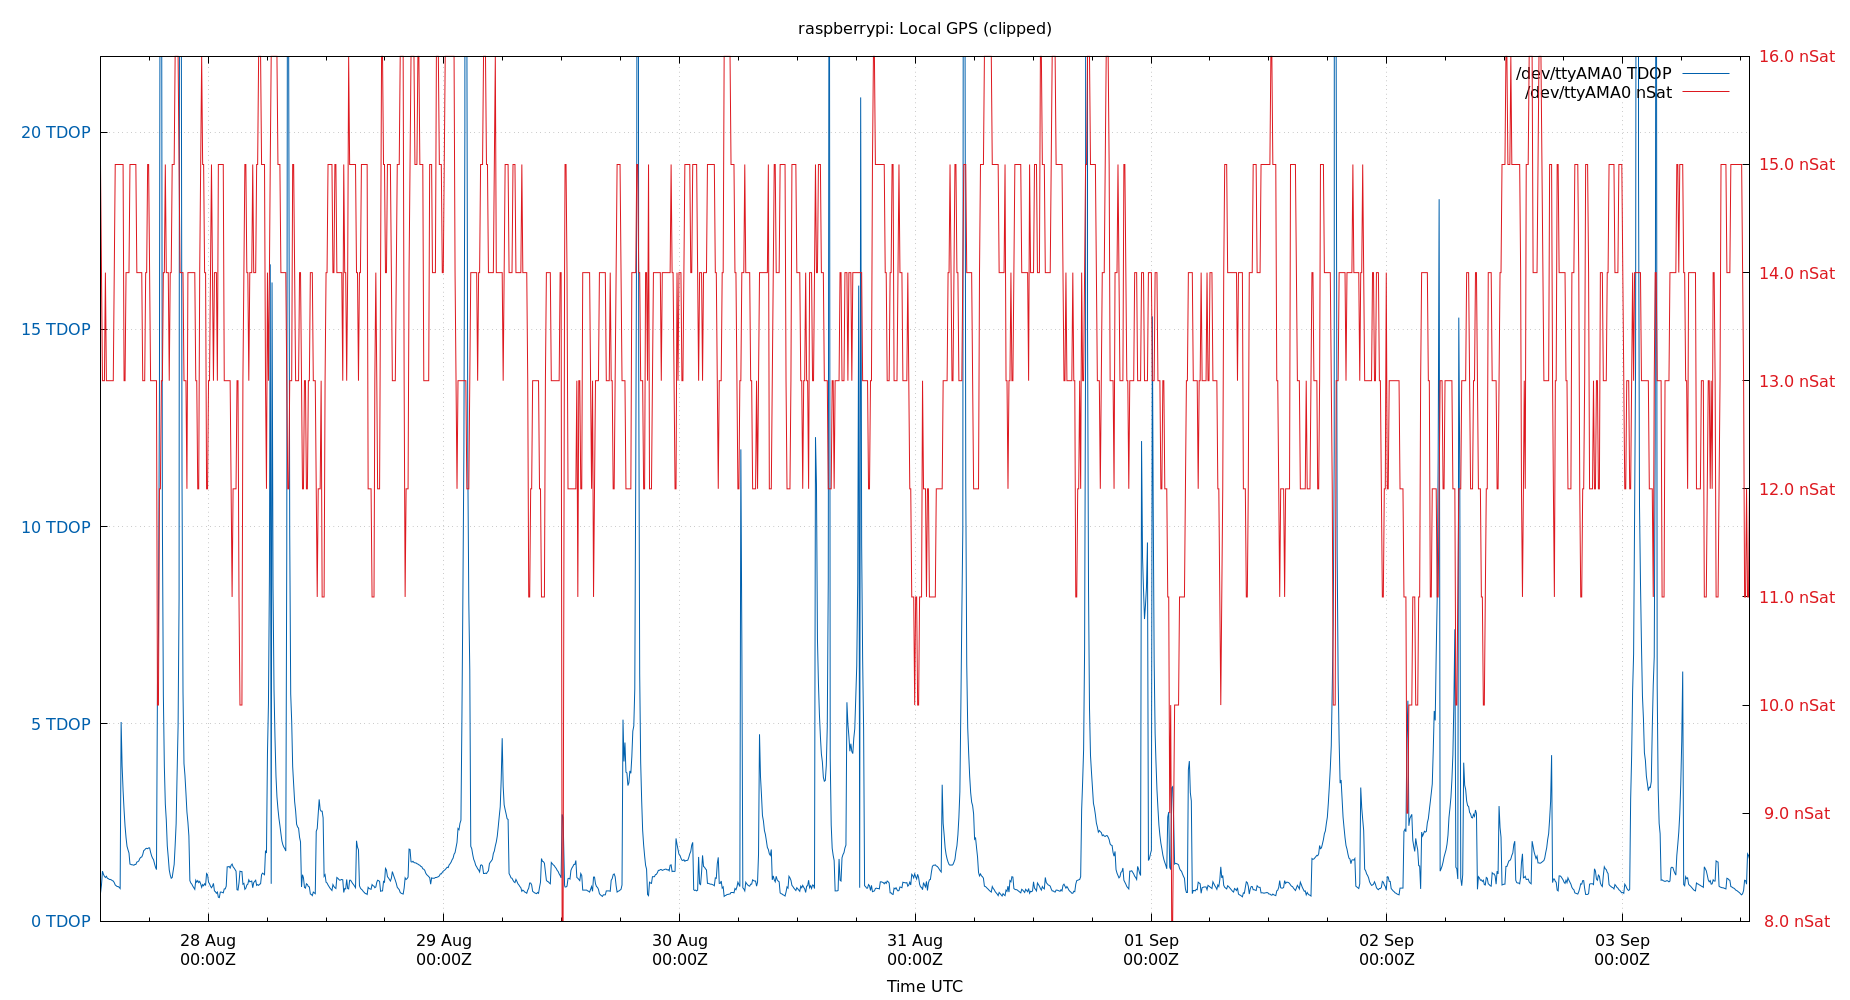 raspberrypi: Local GPS (clipped)
16.0 nSat
/dev/ttyAMA0 TDOP
/dev/ttyAMA0 nSat
20 TDOP
15.0 nSat
14.0 nSat
15 TDOP
13.0 nSat
12.0 nSat
10 TDOP
11.0 nSat
10.0 nSat
5 TDOP
9.0 nSat
0 TDOP
8.0 nSat
28 Aug 29 Aug 30 Aug 31 Aug 01 Sep 02 Sep 03 Sep
00:00Z 00:00Z 00:00Z 00:00Z 00:00Z 00:00Z 00:00Z
Time UTC